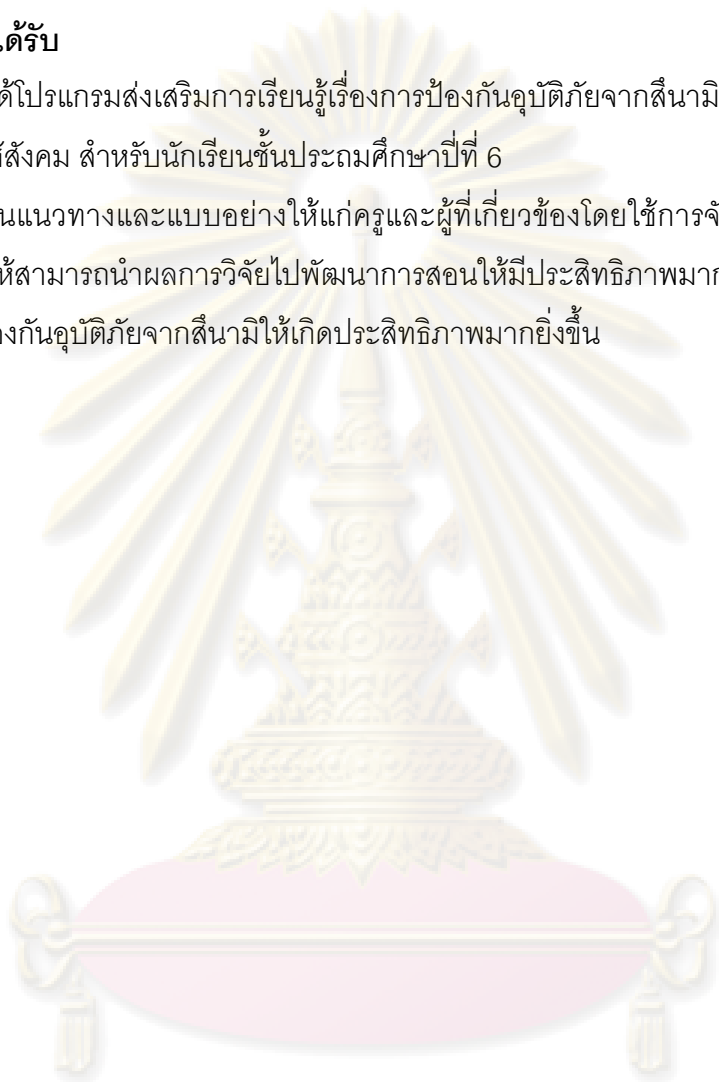 ด้รับ
ด้โปรแกรมส่งเสริมการเรียนรู้เรื่องการป้องกันอุบัติภัยจากสึนามิ
สังคม สำหรับนักเรียนชั้นประถมศึกษาปีที่ 6
นแนวทางและแบบอย่างให้แก่ครูและผู้ที่เกี่ยวข้องโดยใช้การจั
ห้สามารถนำผลการวิจัยไปพัฒนาการสอนให้มีประสิทธิภาพมาก
งกันอุบัติภัยจากสึนามิให้เกิดประสิทธิภาพมากยิ่งขึ้น